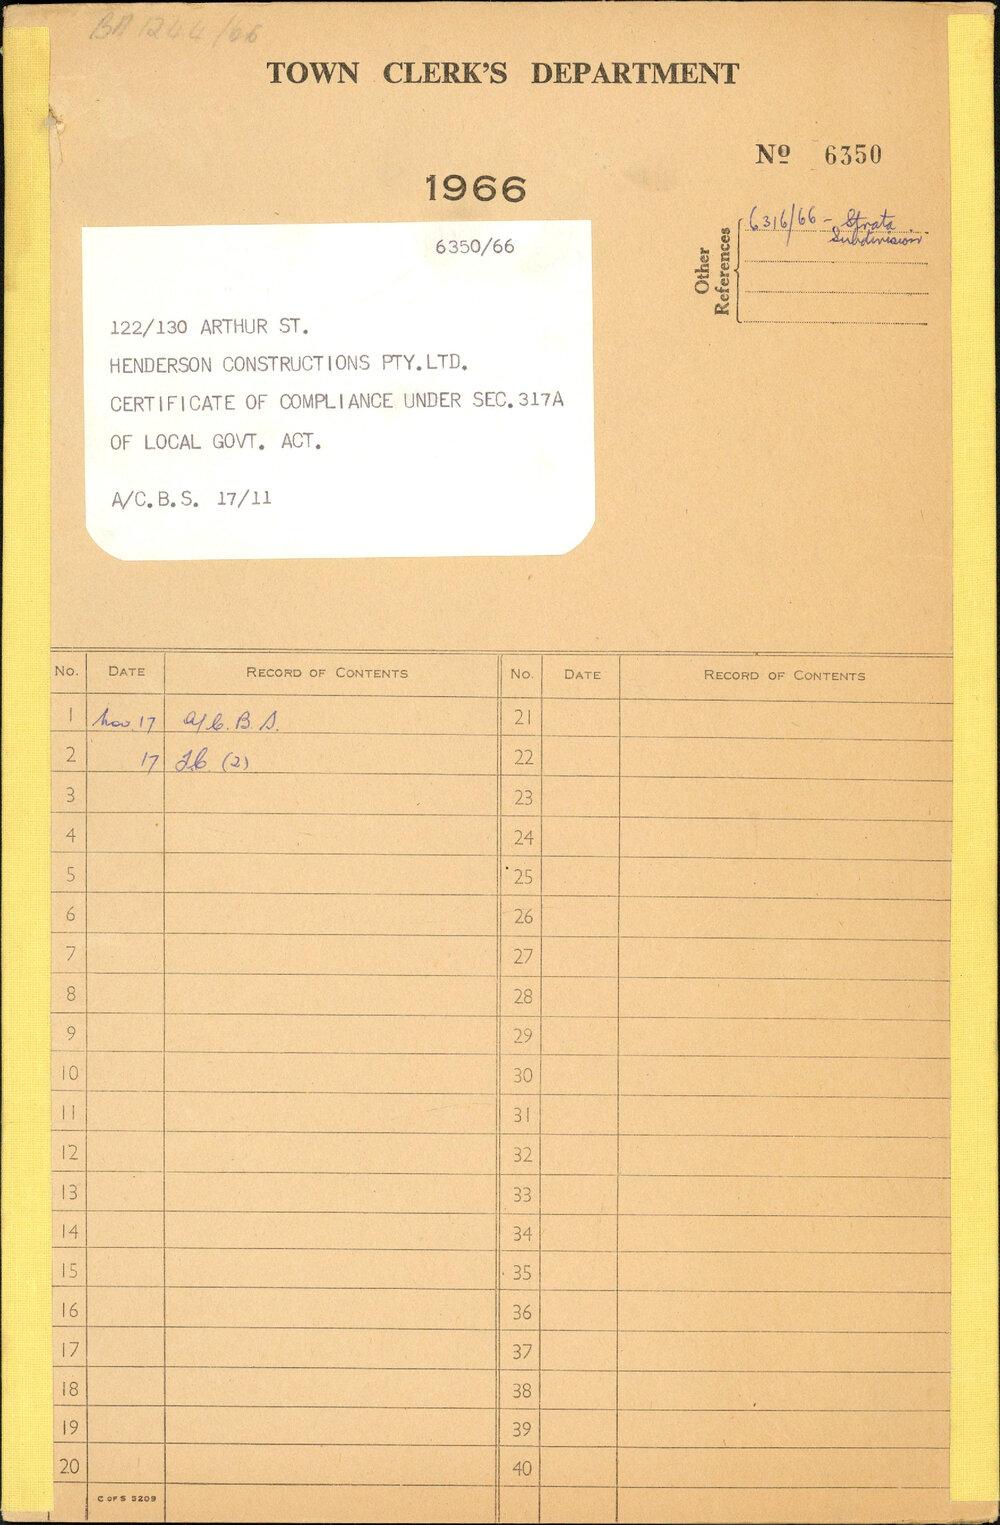 BA 1244/66
TOWN CLERK'S DEPARTMENT
Nº 6350
1966
Other References
6316/66 - Strata
Subdivision
6350/66
122/130 ARTHUR ST.
HENDERSON CONSTRUCTIONS PTY.LTD.
CERTIFICATE OF COMPLIANCE UNDER SEC.317A
OF LOCAL GOVT. ACT.
A/C.B.S. 17/11
No. DATE RECORD OF CONTENTS No. DATE RECORD OF CONTENTS
1 Nov. 17 A/C.B.S. 21
2 17 (2) 22
3 23
4 24
5 25
6 26
7 27
8 28
9 29
10 30
11 31
12 32
13 33
14 34
15 35
16 36
17 37
18 38
19 39
20 40
C OF S 5209